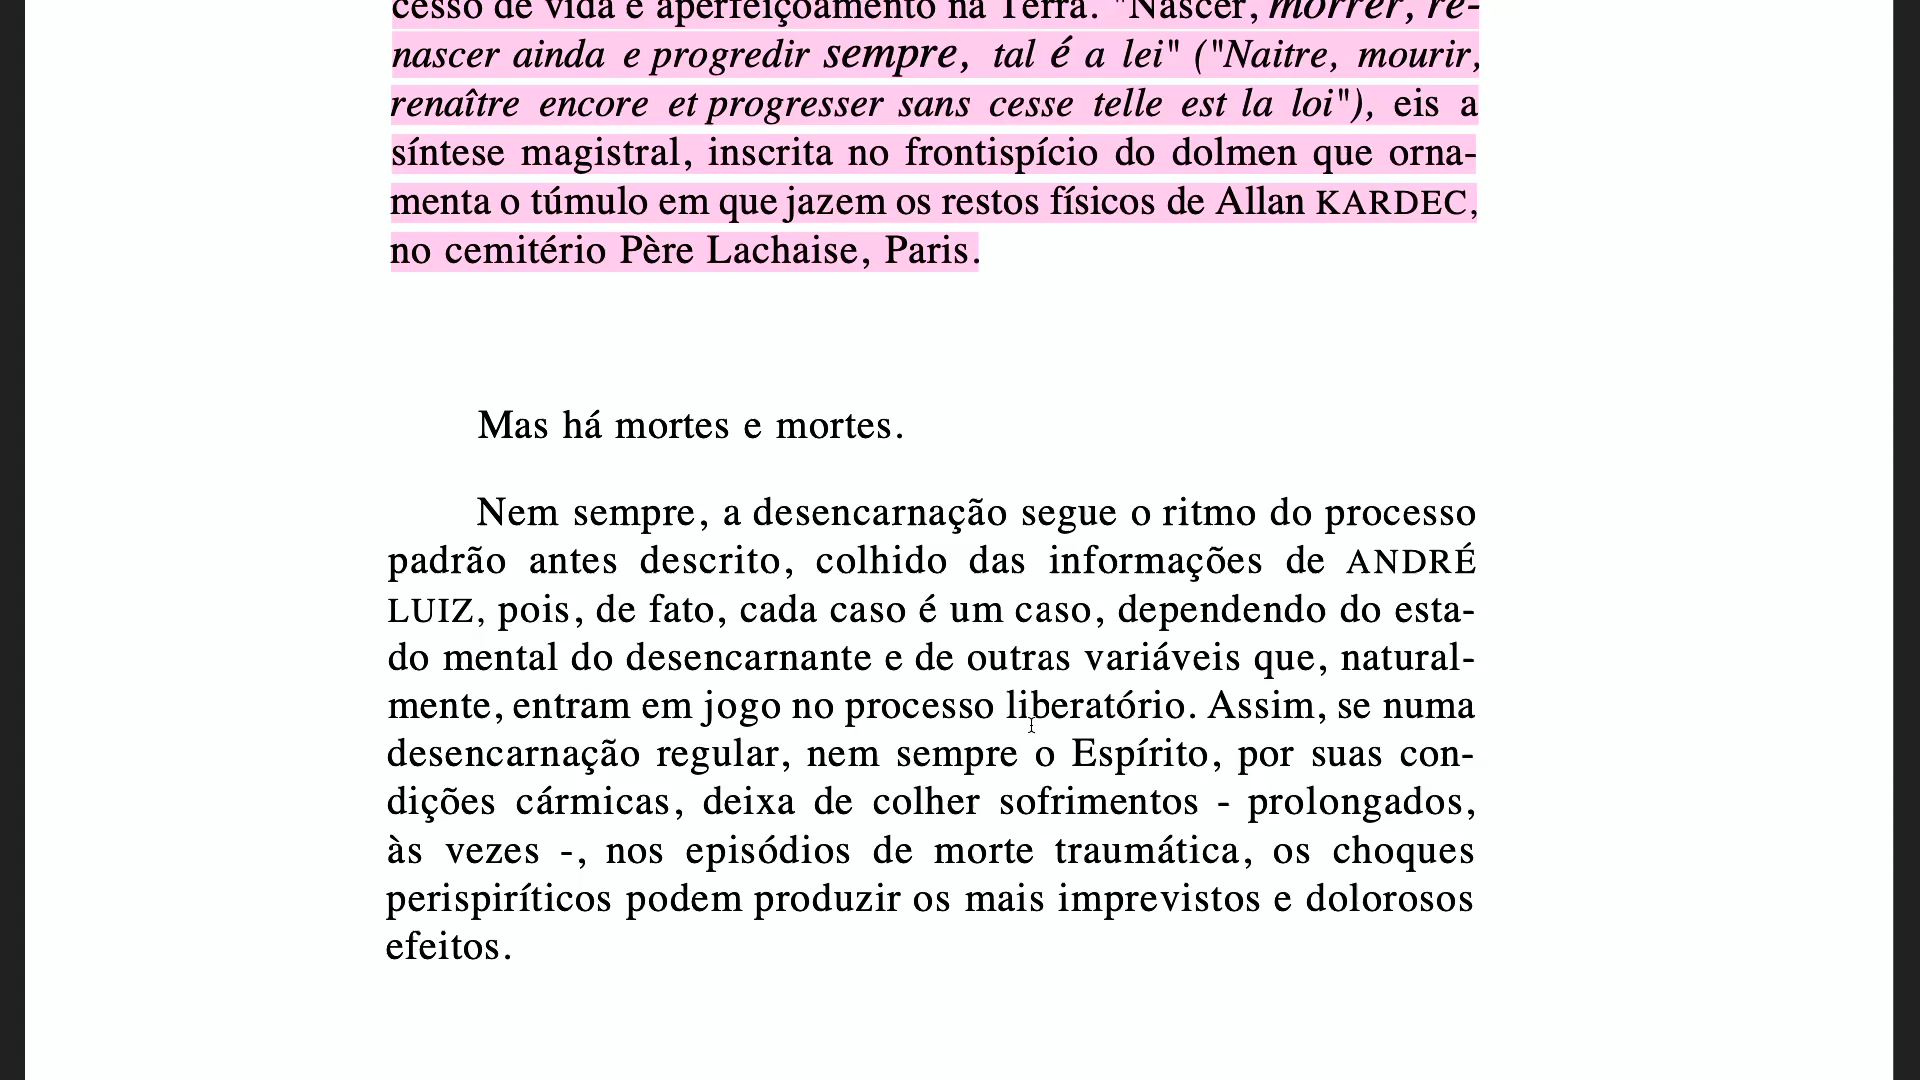 cesso de vida e aperfeiçoamento na Terra. "Nascer, morrer, re-
nascer ainda e progredir sempre, tal é a lei" ("Naitre, mourir,
renaître encore et progresser sans cesse telle est la loi"), eis a
síntese magistral, inscrita no frontispício do dolmen que orna-
menta o túmulo em que jazem os restos físicos de Allan KARDEC,
no cemitério Père Lachaise, Paris.
Mas há mortes e mortes.
Nem sempre, a desencarnação segue o ritmo do processo
padrão antes descrito, colhido das informações de ANDRÉ
LUIZ, pois, de fato, cada caso é um caso, dependendo do esta-
do mental do desencarnante e de outras variáveis que, natural-
mente, entram em jogo no processo liberatório. Assim, se numa
desencarnação regular, nem sempre o Espírito, por suas con-
dições cármicas, deixa de colher sofrimentos - prolongados,
às vezes -, nos episódios de morte traumática, os choques
perispiríticos podem produzir os mais imprevistos e dolorosos
efeitos.